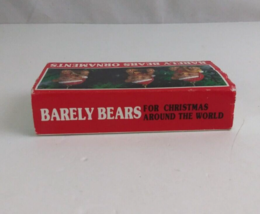 BARELY BEARS ORNAMENTS
BARELY BEARS FOR CHRISTMAS
AROUND THE WORLD